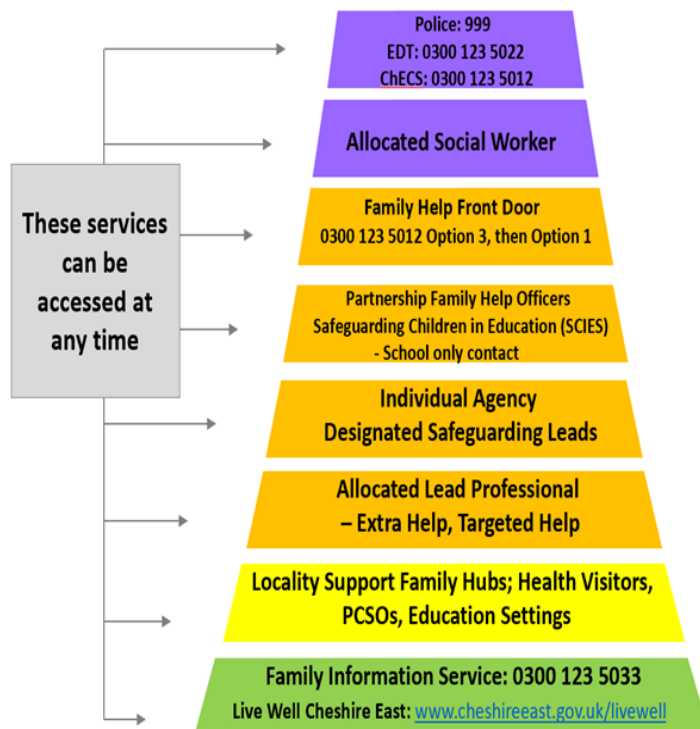 Police: 999
EDT: 0300 123 5022
ChECS: 0300 123 5012
Allocated Social Worker
These services
can be
accessed at
any time
Family Help Front Door
0300 123 5012 Option 3, then Option 1
Partnership Family Help Officers
Safeguarding Children in Education (SCIES)
- School only contact
Individual Agency
Designated Safeguarding Leads
Allocated Lead Professional
– Extra Help, Targeted Help
Locality Support Family Hubs; Health Visitors,
PCSOs, Education Settings
Family Information Service: 0300 123 5033
Live Well Cheshire East: www.cheshireeast.gov.uk/livewell